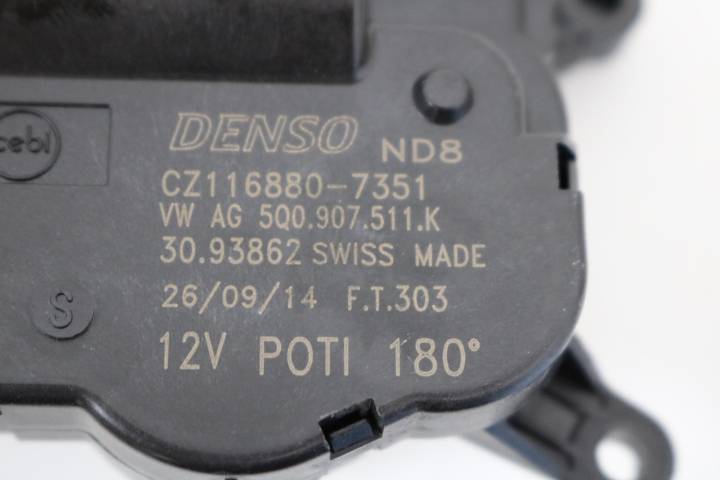 DENSO ND8
cebi
CZ116880-7351
VW AG 5Q0.907.511.K
30.93862 SWISS MADE
26/09/14 F.T.303
S
12V POTI 180°